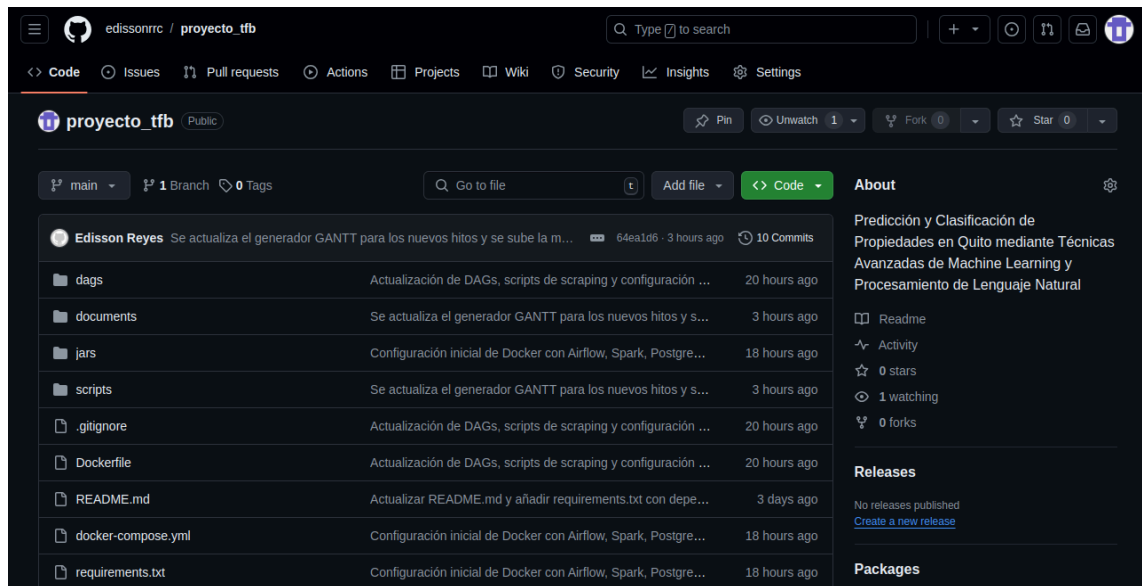 edissonrrc / proyecto_tfb
Type / to search
Code Issues Pull requests Actions Projects Wiki Security Insights Settings
proyecto_tfb Public
Pin Unwatch 1 Fork 0 Star 0
main 1 Branch 0 Tags Go to file t Add file Code
Edisson Reyes Se actualiza el generador GANTT para los nuevos hitos y se sube la m... 64ea1d6 · 3 hours ago 10 Commits
dags Actualización de DAGs, scripts de scraping y configuración ... 20 hours ago
documents Se actualiza el generador GANTT para los nuevos hitos y s... 3 hours ago
jars Configuración inicial de Docker con Airflow, Spark, Postgre... 18 hours ago
scripts Se actualiza el generador GANTT para los nuevos hitos y s... 3 hours ago
.gitignore Actualización de DAGs, scripts de scraping y configuración ... 20 hours ago
Dockerfile Actualización de DAGs, scripts de scraping y configuración ... 20 hours ago
README.md Actualizar README.md y añadir requirements.txt con depe... 3 days ago
docker-compose.yml Configuración inicial de Docker con Airflow, Spark, Postgre... 18 hours ago
requirements.txt Configuración inicial de Docker con Airflow, Spark, Postgre... 18 hours ago
About
Predicción y Clasificación de
Propiedades en Quito mediante Técnicas
Avanzadas de Machine Learning y
Procesamiento de Lenguaje Natural
Readme
Activity
0 stars
1 watching
0 forks
Releases
No releases published
Create a new release
Packages